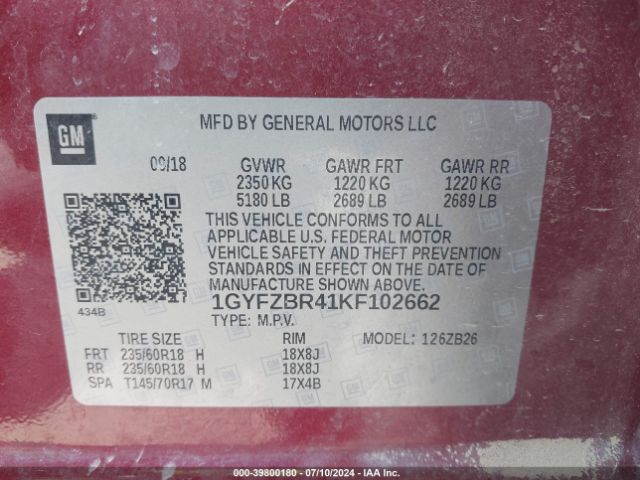 GM
MFD BY GENERAL MOTORS LLC
09/18 GVWR GAWR FRT GAWR RR
2350 KG 1220 KG 1220 KG
5180 LB 2689 LB 2689 LB
THIS VEHICLE CONFORMS TO ALL
APPLICABLE U.S. FEDERAL MOTOR
VEHICLE SAFETY AND THEFT PREVENTION
STANDARDS IN EFFECT ON THE DATE OF
MANUFACTURE SHOWN ABOVE.
434B 1GYFZBR41KF102662
TYPE: M.P.V.
TIRE SIZE RIM MODEL: 126ZB26
FRT 235/60R18 H 18X8J
RR 235/60R18 H 18X8J
SPA T145/70R17 M 17X4B
000-39800180 - 07/10/2024 - IAA Inc.